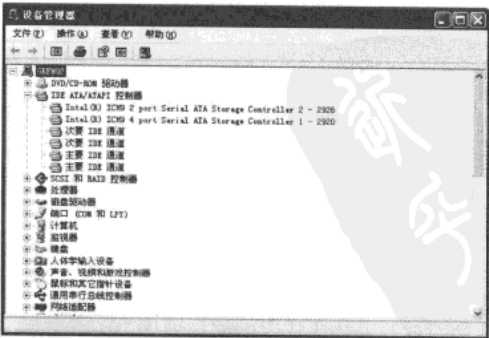 设备管理器
文件(F) 操作(A) 查看(V) 帮助(H)
DVD/CD-ROM 驱动器
IDE ATA/ATAPI 控制器
Intel(R) ICH9 2 port Serial ATA Storage Controller 2 - 2926
Intel(R) ICH9 4 port Serial ATA Storage Controller 1 - 2920
次要 IDE 通道
次要 IDE 通道
主要 IDE 通道
主要 IDE 通道
SCSI 和 RAID 控制器
处理器
磁盘驱动器
端口 (COM 和 LPT)
计算机
监视器
键盘
人体学输入设备
声音、视频和游戏控制器
鼠标和其它指针设备
通用串行总线控制器
网络适配器